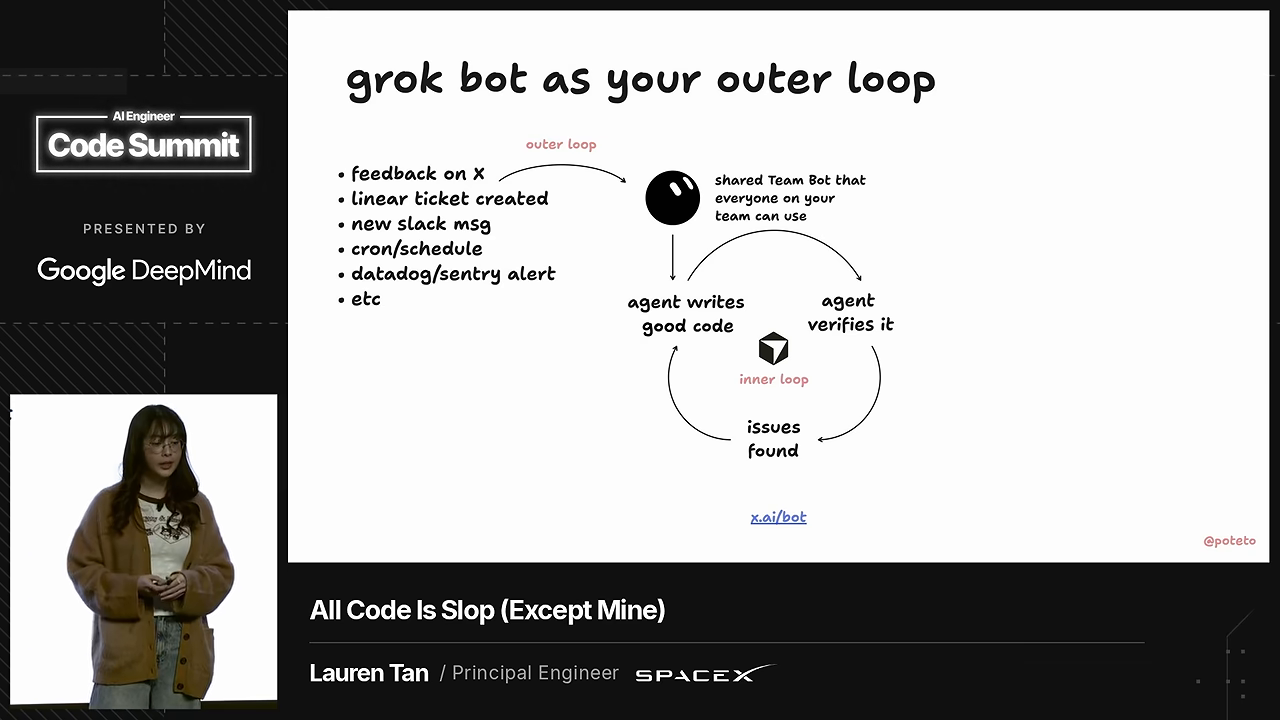 AI Engineer
Code Summit
PRESENTED BY
Google DeepMind
grok bot as your outer loop
outer loop
• feedback on X
• linear ticket created
• new slack msg
• cron/schedule
• datadog/sentry alert
• etc
shared Team Bot that
everyone on your
team can use
agent writes
good code
agent
verifies it
inner loop
issues
found
x.ai/bot
@poteto
All Code Is Slop (Except Mine)
Lauren Tan / Principal Engineer SPACEX